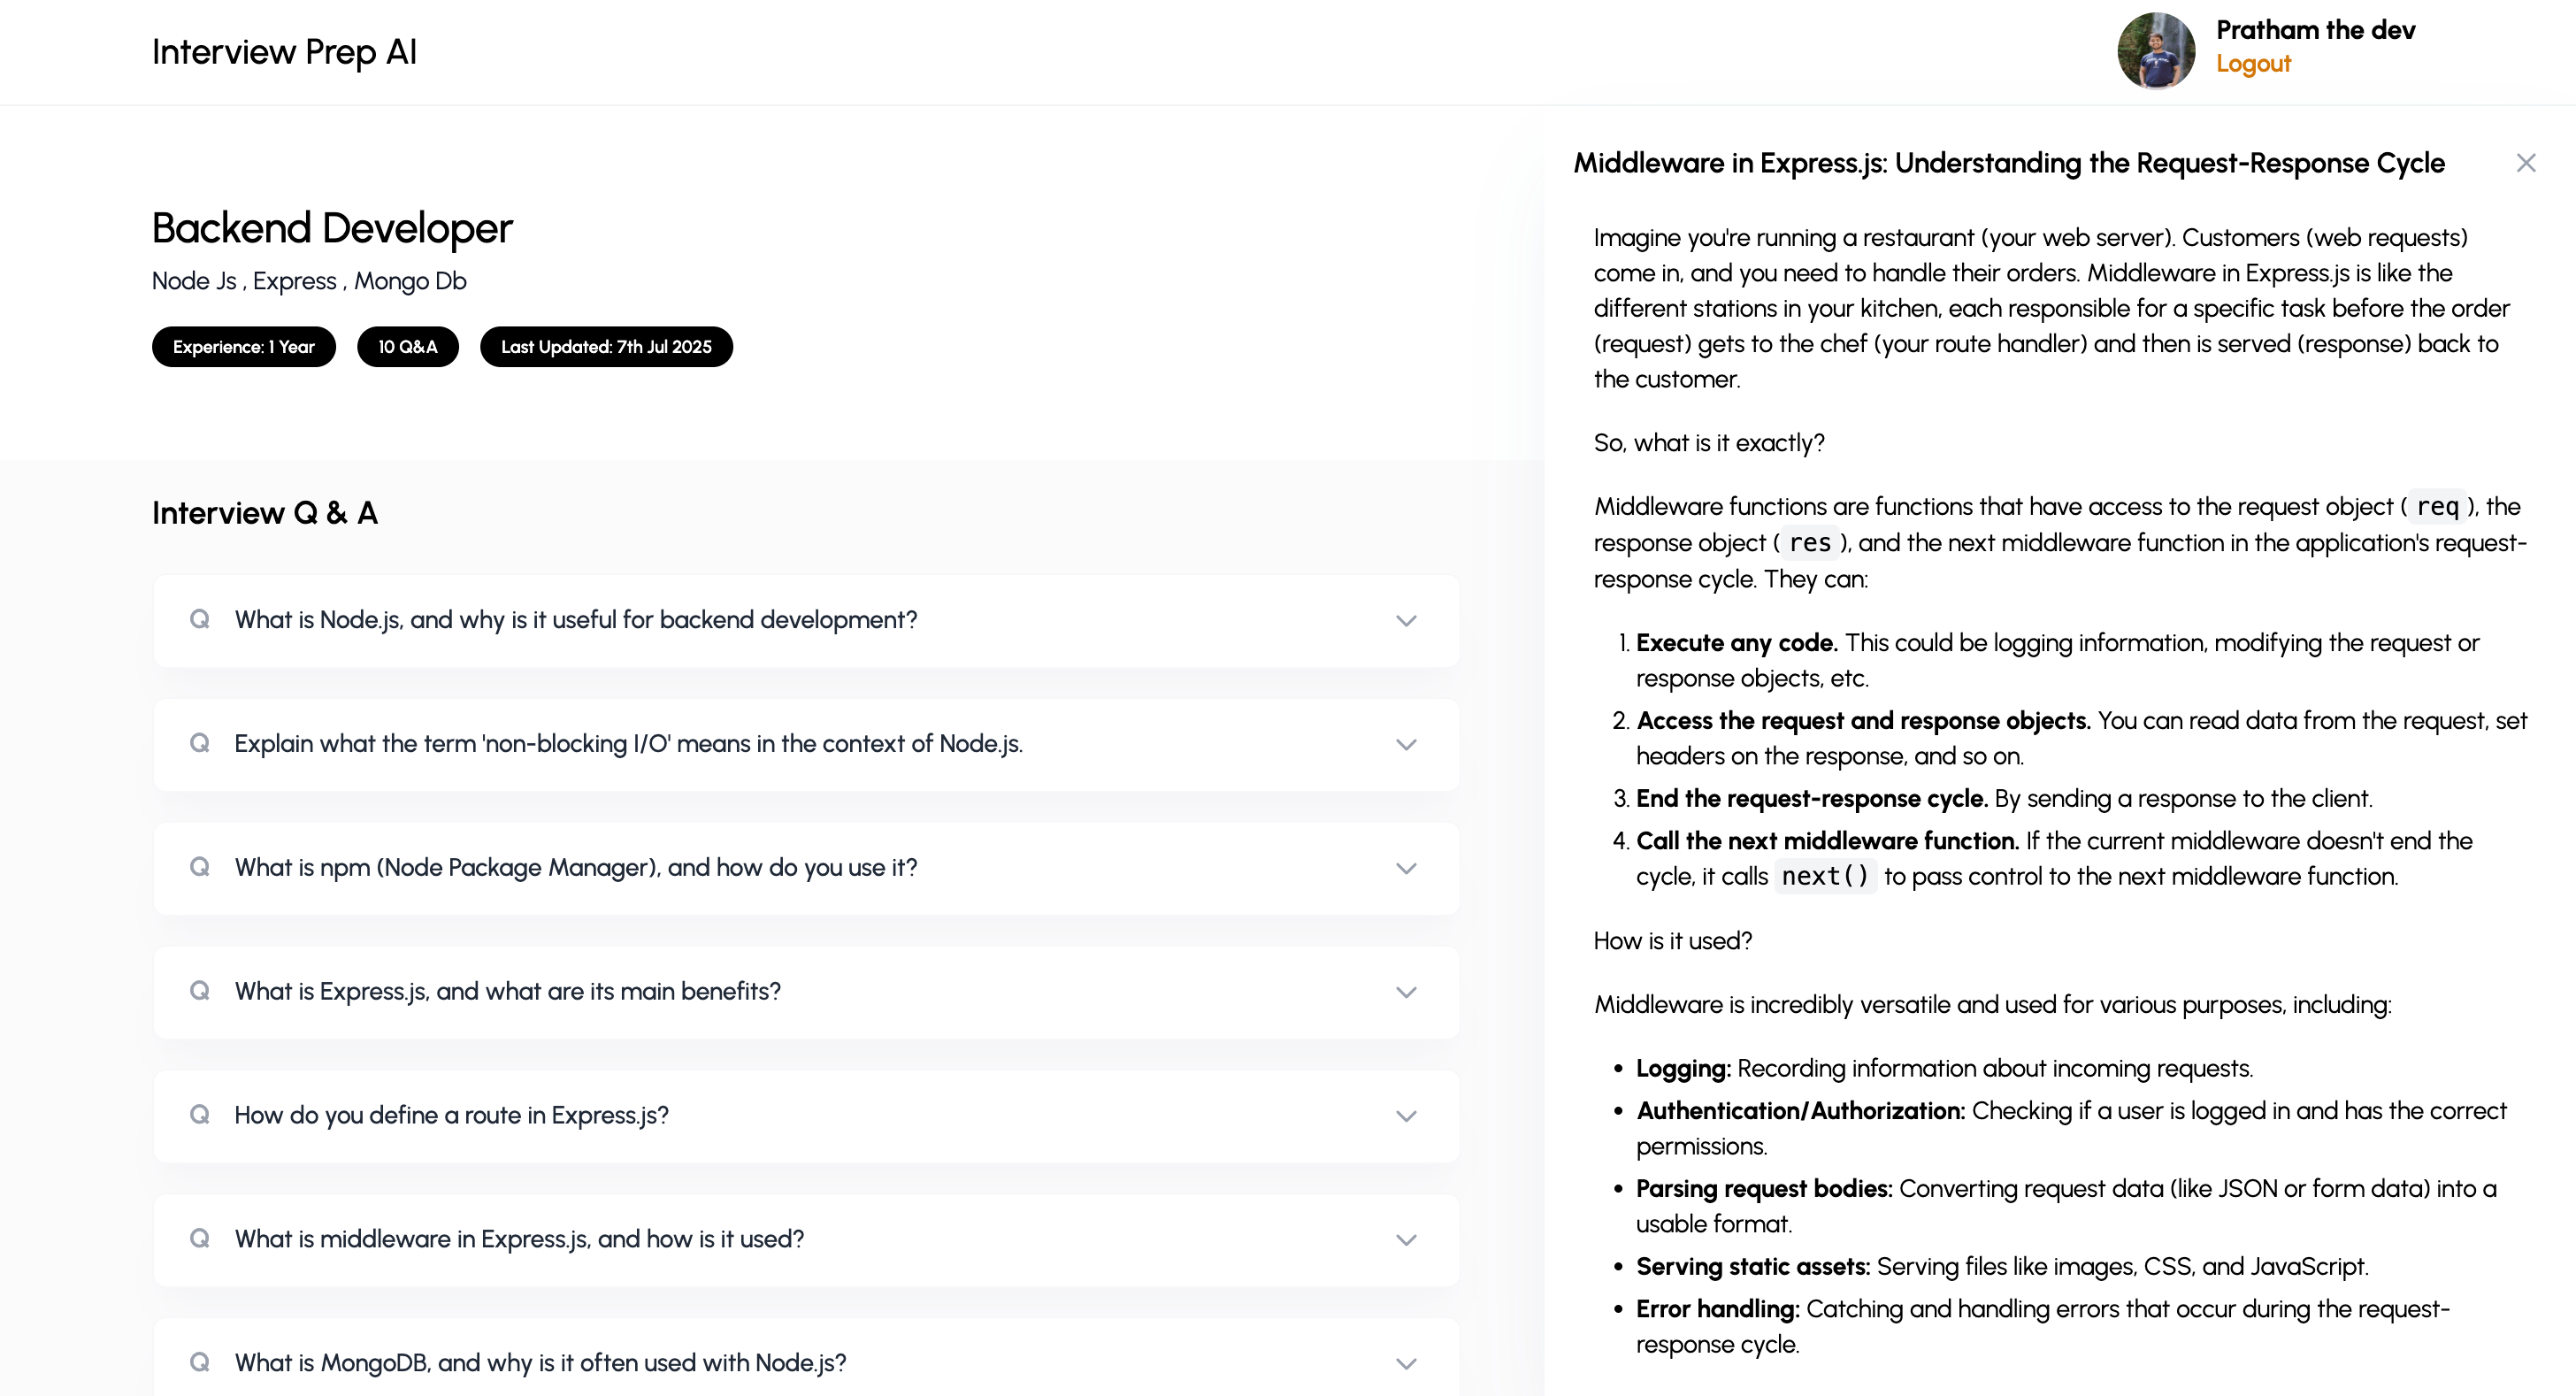 Interview Prep AI
Pratham the dev
Logout
Backend Developer
Node Js , Express , Mongo Db
Experience: 1 Year
10 Q&A
Last Updated: 7th Jul 2025
Interview Q & A
Q What is Node.js, and why is it useful for backend development?
Q Explain what the term 'non-blocking I/O' means in the context of Node.js.
Q What is npm (Node Package Manager), and how do you use it?
Q What is Express.js, and what are its main benefits?
Q How do you define a route in Express.js?
Q What is middleware in Express.js, and how is it used?
Q What is MongoDB, and why is it often used with Node.js?
Middleware in Express.js: Understanding the Request-Response Cycle
Imagine you're running a restaurant (your web server). Customers (web requests)
come in, and you need to handle their orders. Middleware in Express.js is like the
different stations in your kitchen, each responsible for a specific task before the order
(request) gets to the chef (your route handler) and then is served (response) back to
the customer.
So, what is it exactly?
Middleware functions are functions that have access to the request object ( req ), the
response object ( res ), and the next middleware function in the application's request-
response cycle. They can:
1. Execute any code. This could be logging information, modifying the request or
response objects, etc.
2. Access the request and response objects. You can read data from the request, set
headers on the response, and so on.
3. End the request-response cycle. By sending a response to the client.
4. Call the next middleware function. If the current middleware doesn't end the
cycle, it calls next() to pass control to the next middleware function.
How is it used?
Middleware is incredibly versatile and used for various purposes, including:
• Logging: Recording information about incoming requests.
• Authentication/Authorization: Checking if a user is logged in and has the correct
permissions.
• Parsing request bodies: Converting request data (like JSON or form data) into a
usable format.
• Serving static assets: Serving files like images, CSS, and JavaScript.
• Error handling: Catching and handling errors that occur during the request-
response cycle.